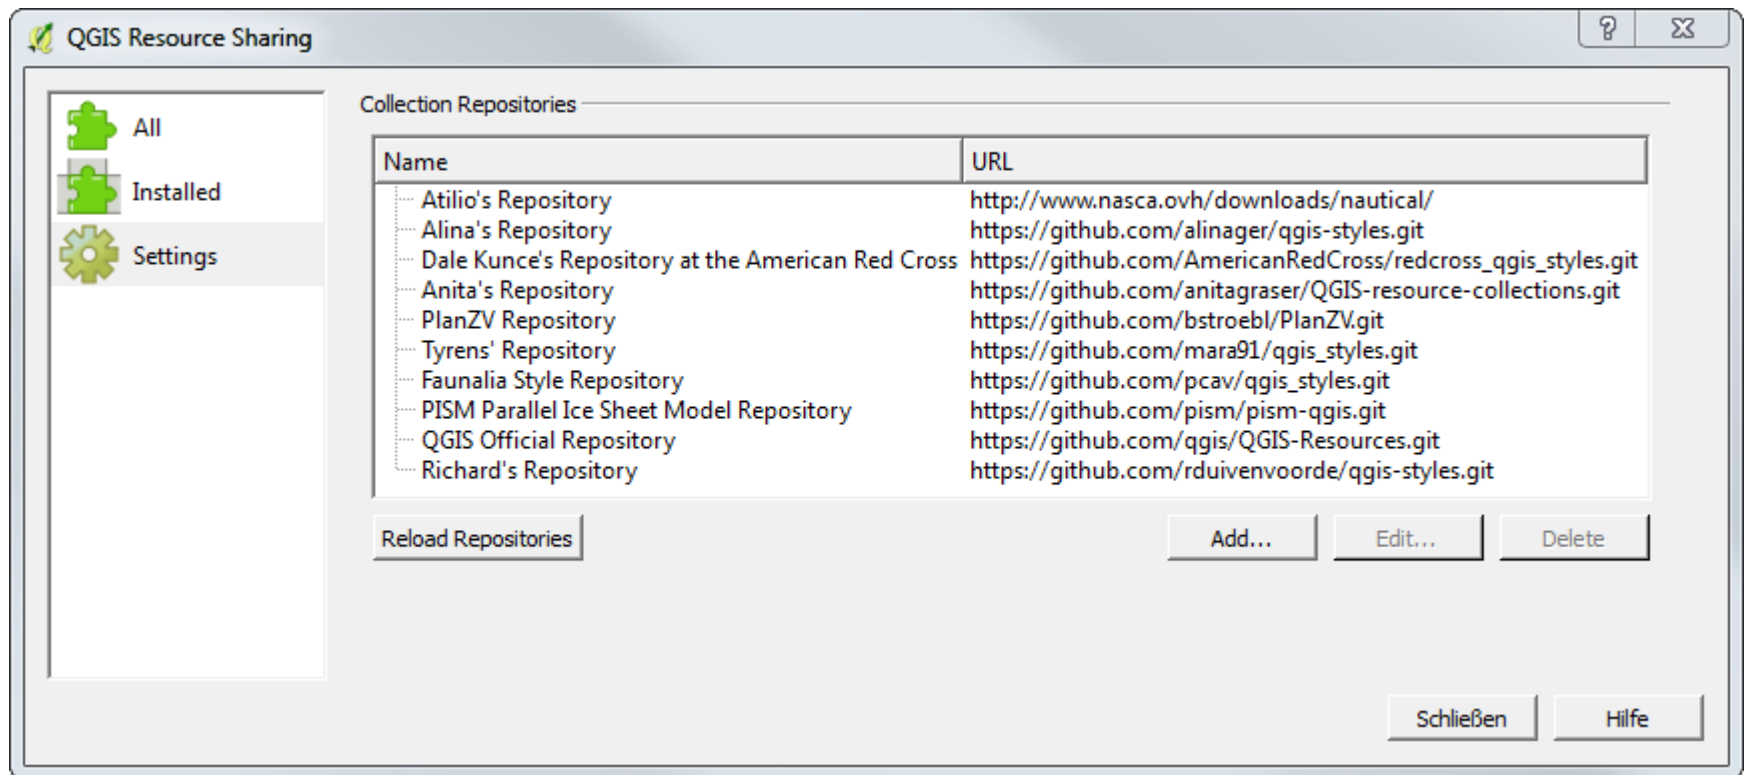 QGIS Resource Sharing
All
Installed
Settings
Collection Repositories
Name URL
Atilio's Repository http://www.nasca.ovh/downloads/nautical/
Alina's Repository https://github.com/alinager/qgis-styles.git
Dale Kunce's Repository at the American Red Cross https://github.com/AmericanRedCross/redcross_qgis_styles.git
Anita's Repository https://github.com/anitagraser/QGIS-resource-collections.git
PlanZV Repository https://github.com/bstroebl/PlanZV.git
Tyrens' Repository https://github.com/mara91/qgis_styles.git
Faunalia Style Repository https://github.com/pcav/qgis_styles.git
PISM Parallel Ice Sheet Model Repository https://github.com/pism/pism-qgis.git
QGIS Official Repository https://github.com/qgis/QGIS-Resources.git
Richard's Repository https://github.com/rduivenvoorde/qgis-styles.git
Reload Repositories Add... Edit... Delete
Schließen Hilfe